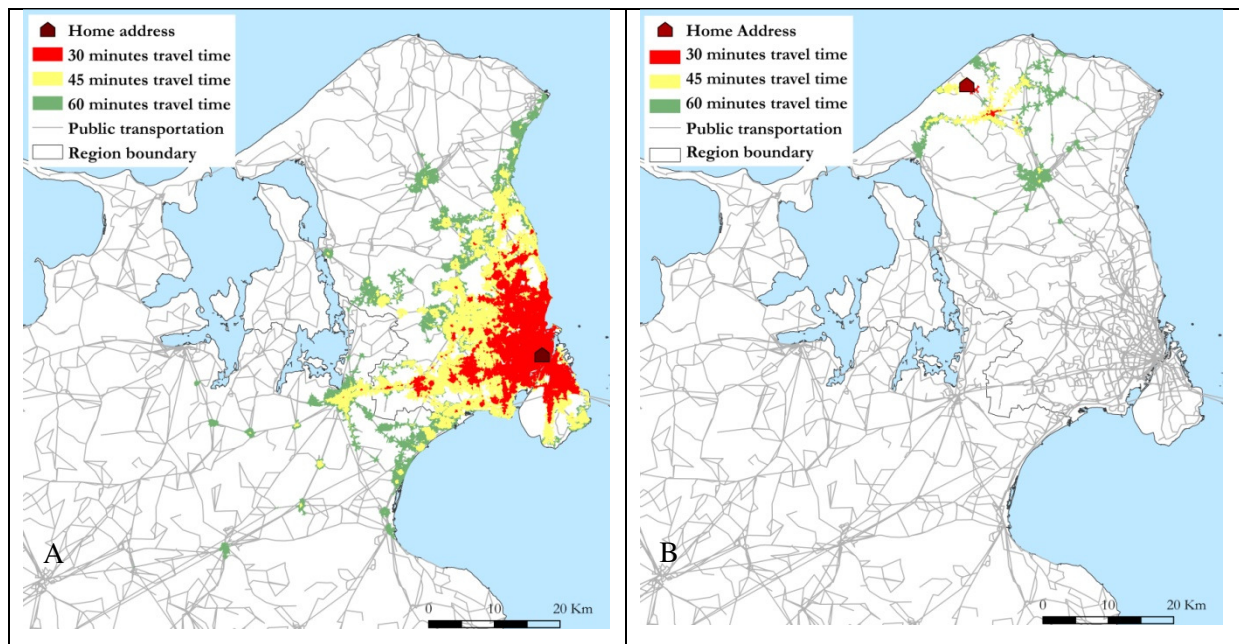 Home address
30 minutes travel time
45 minutes travel time
60 minutes travel time
Public transportation
Region boundary
A
0 10 20 Km
Home Address
30 minutes travel time
45 minutes travel time
60 minutes travel time
Public transportation
Region boundary
B
0 10 20 Km